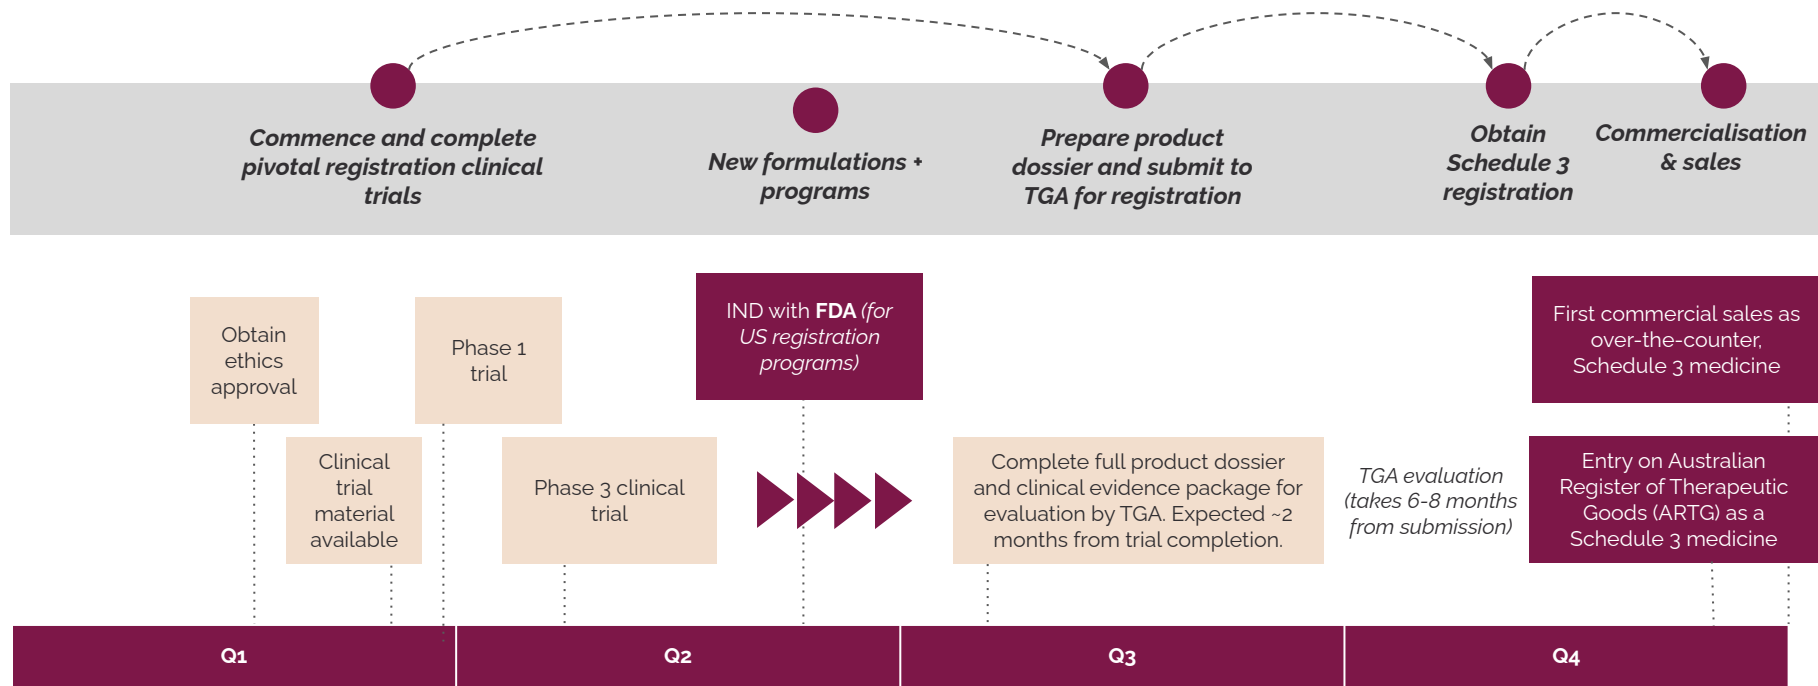 Commence and complete
pivotal registration clinical
trials
New formulations +
programs
Prepare product
dossier and submit to
TGA for registration
Obtain
Schedule 3
registration
Commercialisation
& sales
Obtain
ethics
approval
Phase 1
trial
IND with FDA (for
US registration
programs)
First commercial sales as
over-the-counter,
Schedule 3 medicine
Clinical
trial
material
available
Phase 3 clinical
trial
Complete full product dossier
and clinical evidence package for
evaluation by TGA. Expected ~2
months from trial completion.
TGA evaluation
(takes 6-8 months
from submission)
Entry on Australian
Register of Therapeutic
Goods (ARTG) as a
Schedule 3 medicine
Q1
Q2
Q3
Q4